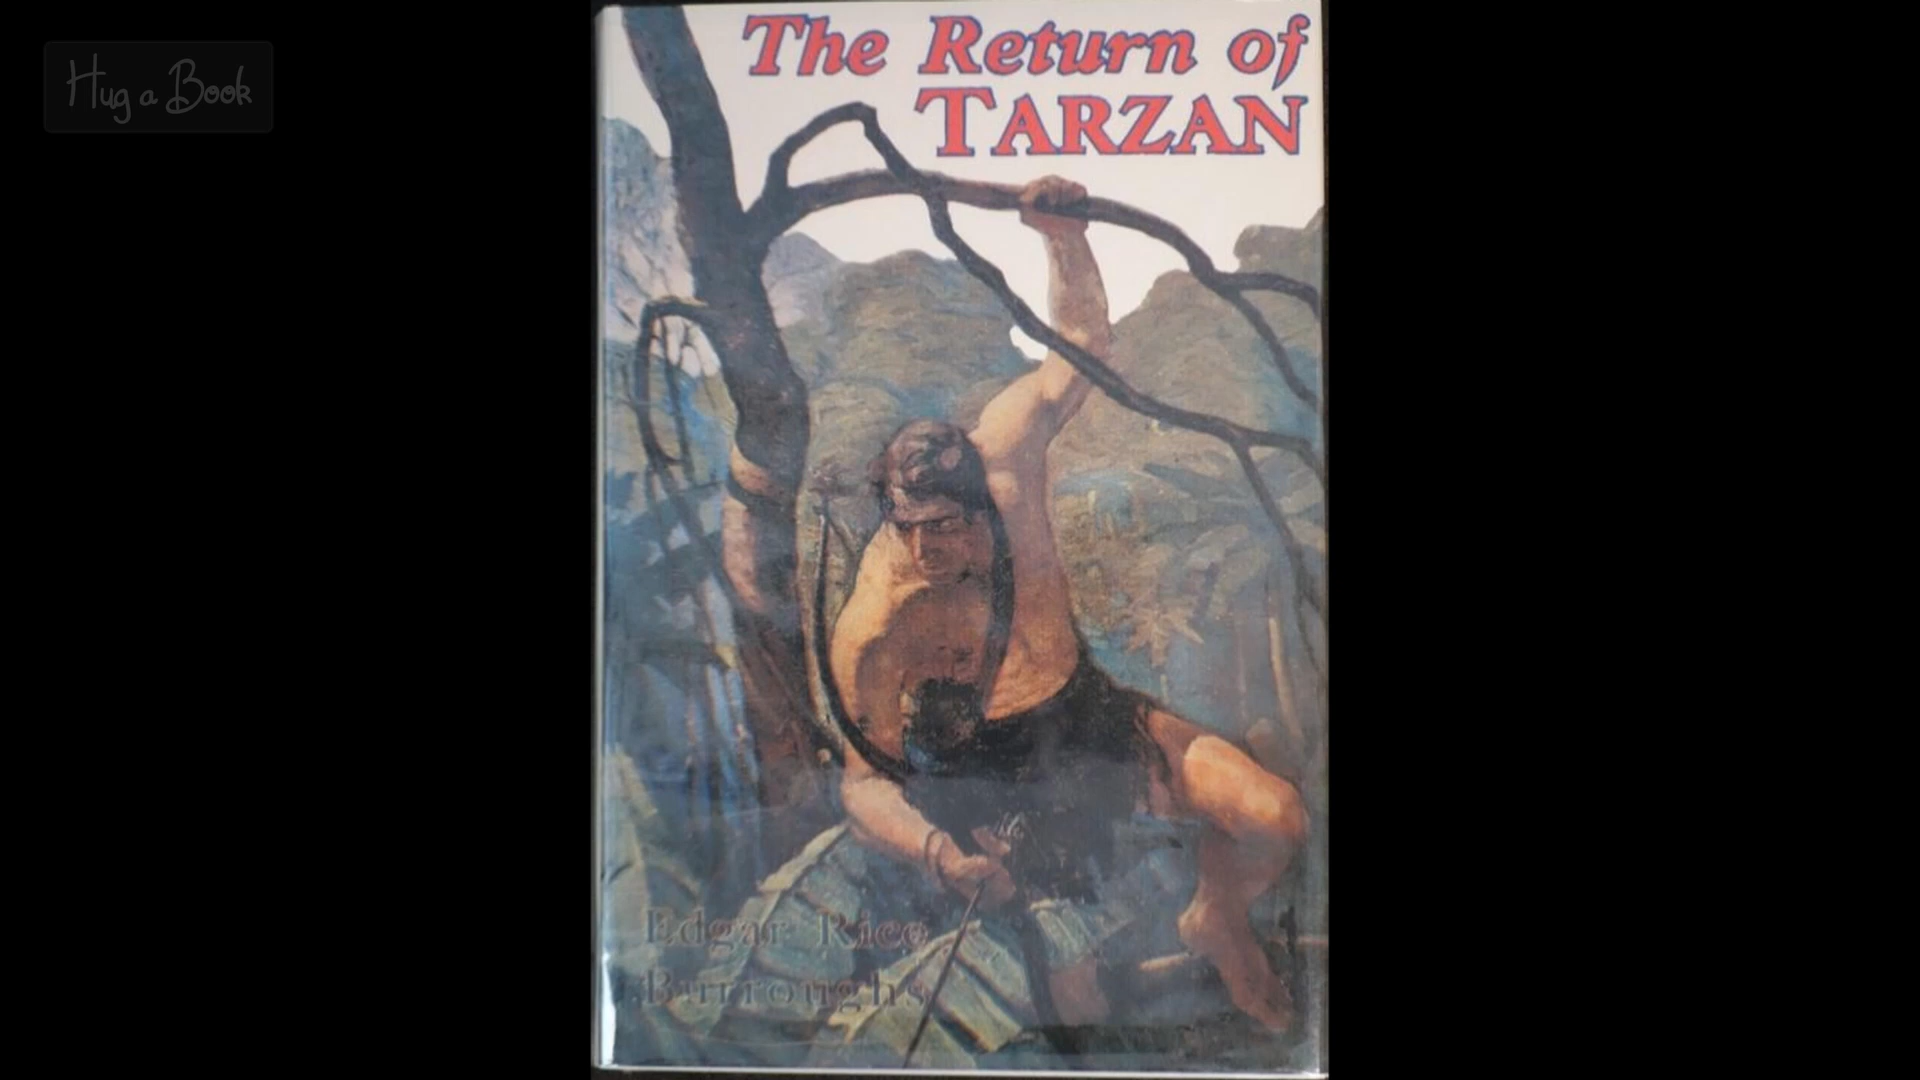 Hug a Book
The Return of
TARZAN
Edgar Rice
Burroughs